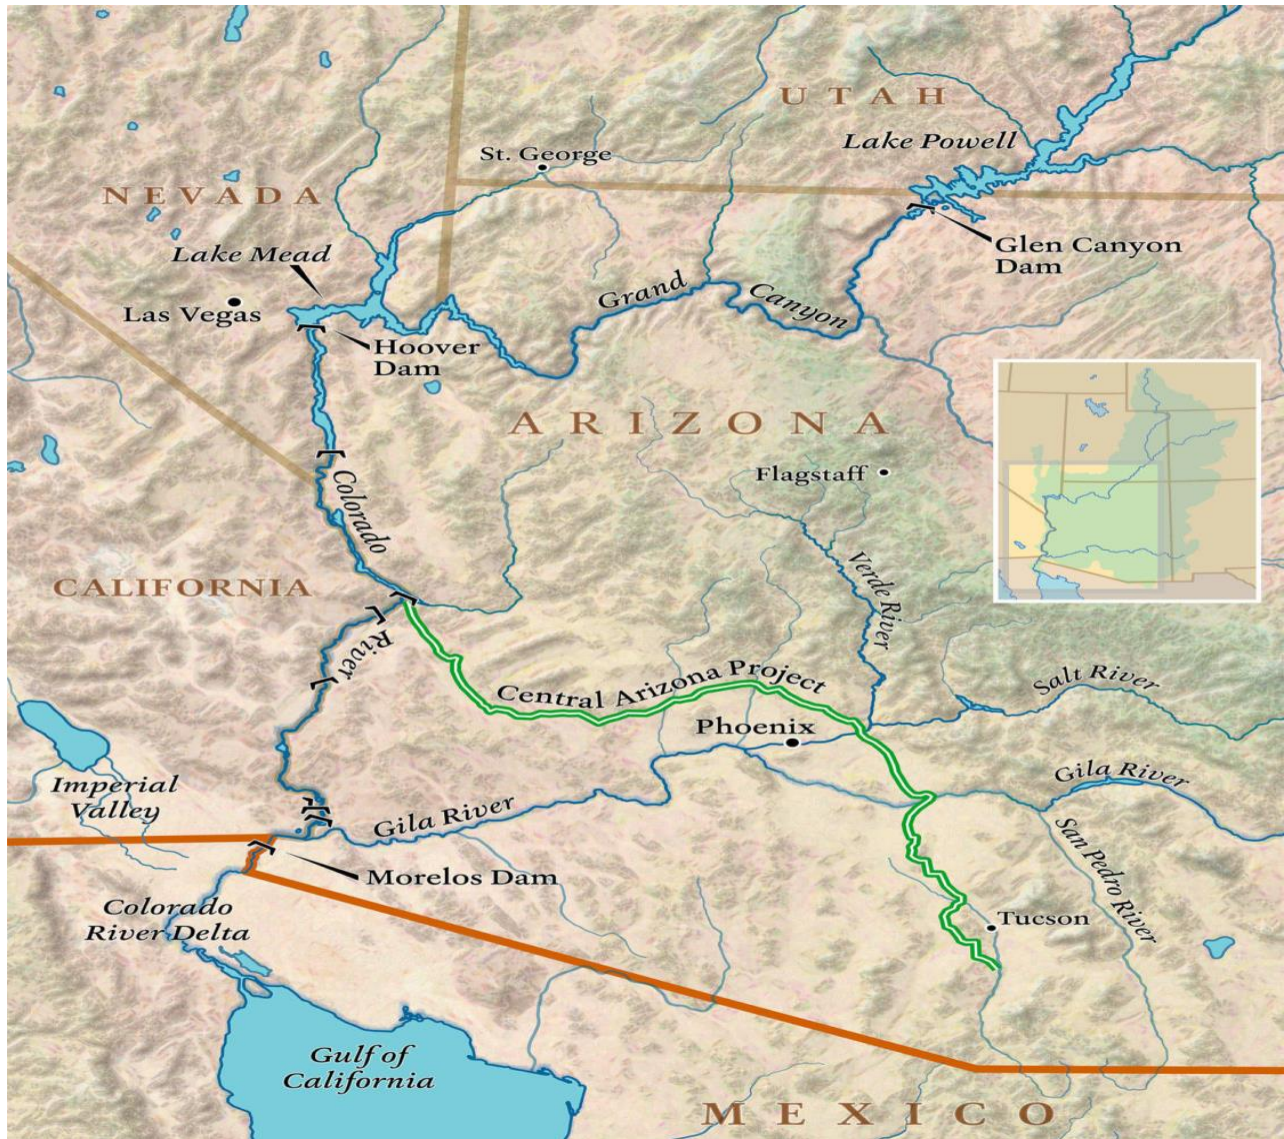 UTAH
Lake Powell
St. George
NEVADA
Lake Mead
Glen Canyon
Dam
Las Vegas
Grand
Canyon
Hoover
Dam
ARIZONA
Flagstaff
Colorado
River
Verde River
CALIFORNIA
Central Arizona Project
Salt River
Phoenix
Imperial
Valley
Gila River
Gila River
San Pedro River
Morelos Dam
Colorado
River Delta
Tucson
Gulf of
California
MEXICO